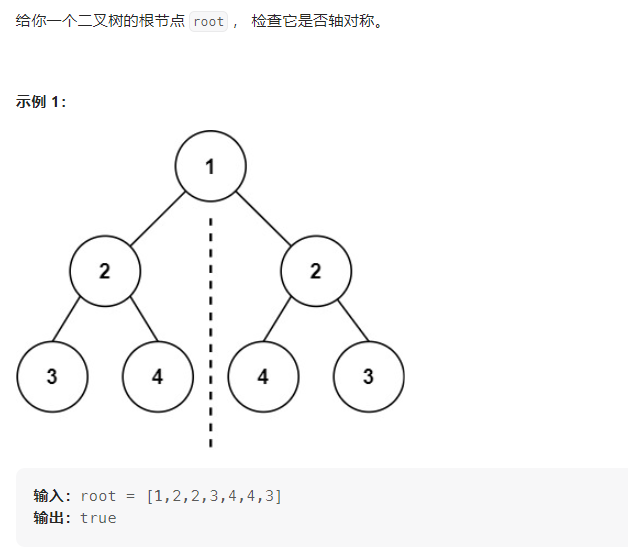 给你一个二叉树的根节点 root ， 检查它是否轴对称。
示例 1：
1
2 2
3 4 4 3
输入：root = [1,2,2,3,4,4,3]
输出：true